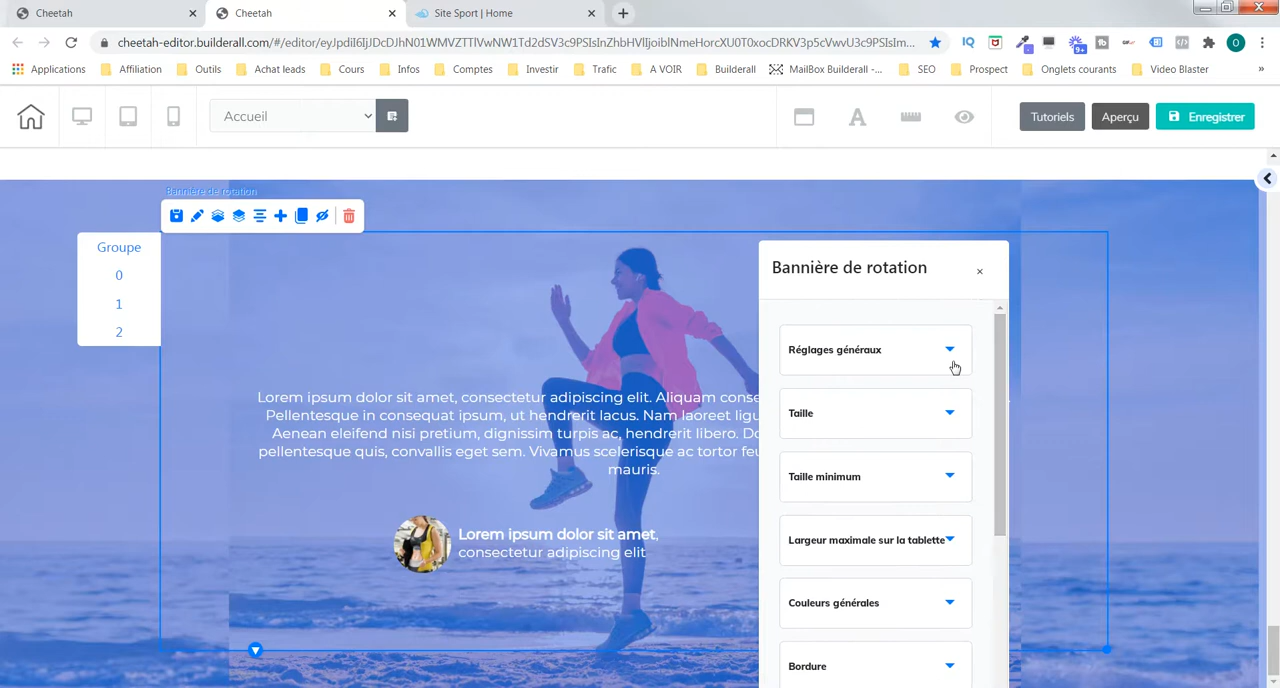 Cheetah
Cheetah
Site Sport | Home
cheetah-editor.builderall.com/#/editor/eyJpdiI6IjJDcDJhN01WMVZTTlVwNW1Td2dSV3c9PSIsInZhbHVlIjoiblNmeHorcXU0T0xocDRKV3p5cVwvU3c9PSIsIm...
Applications
Affiliation
Outils
Achat leads
Cours
Infos
Comptes
Investir
Trafic
A VOIR
Builderall
MailBox Builderall -...
SEO
Prospect
Onglets courants
Video Blaster
»
Accueil
Tutoriels
Aperçu
Enregistrer
Bannière de rotation
Groupe
0
1
2
Bannière de rotation
×
Réglages généraux
Taille
Taille minimum
Largeur maximale sur la tablette
Couleurs générales
Bordure
Lorem ipsum dolor sit amet, consectetur adipiscing elit. Aliquam conse
Pellentesque in consequat ipsum, ut hendrerit lacus. Nam laoreet ligu
Aenean eleifend nisi pretium, dignissim turpis ac, hendrerit libero. Do
pellentesque quis, convallis eget sem. Vivamus scelerisque ac tortor feu
mauris.
Lorem ipsum dolor sit amet,
consectetur adipiscing elit